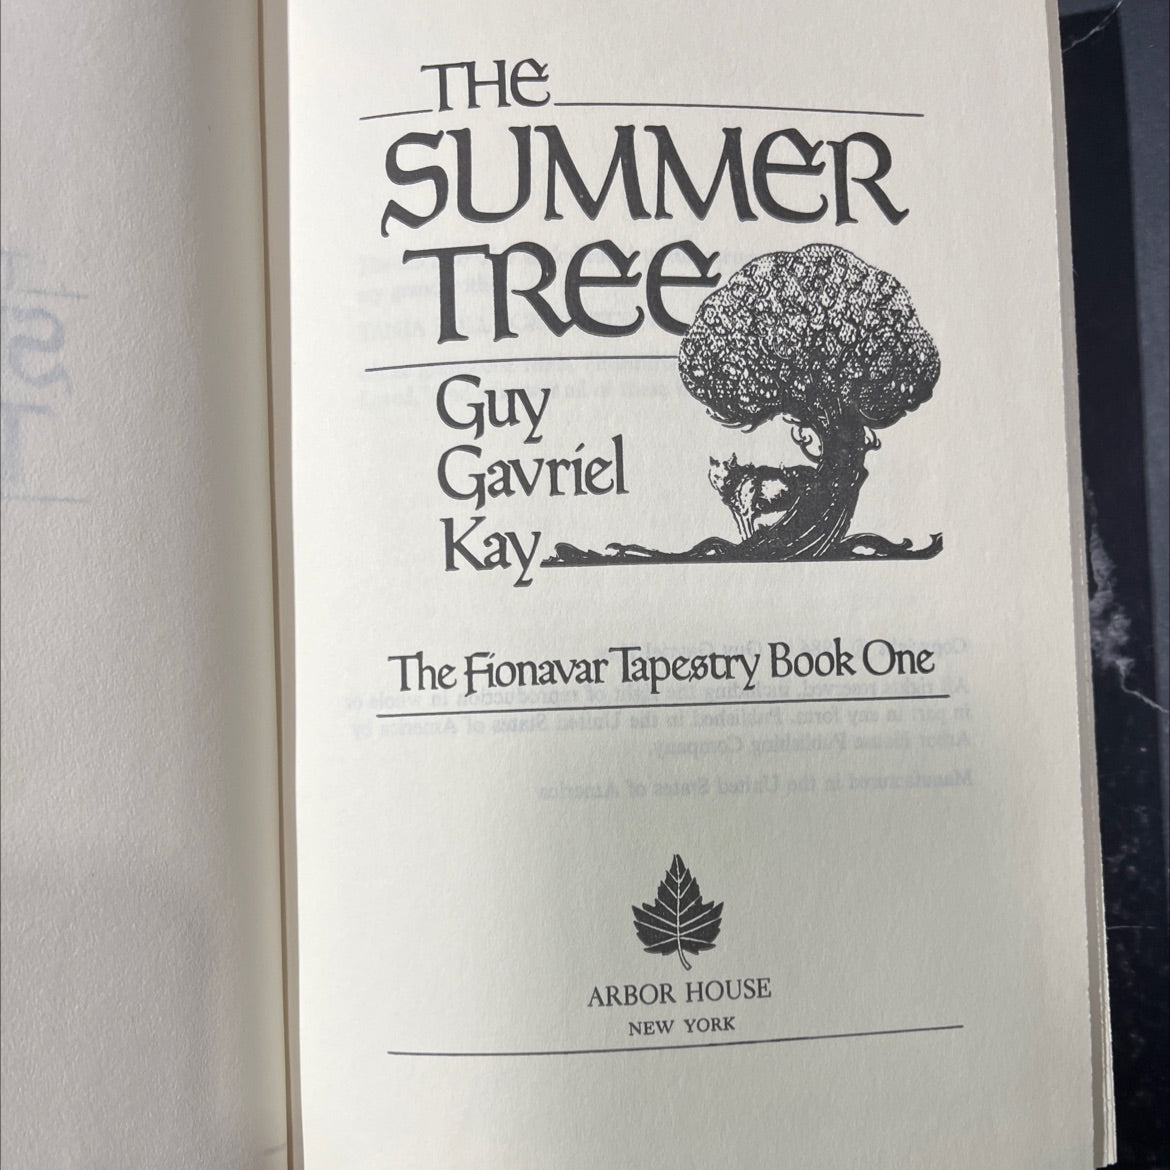 THE
SUMMER
TREE
Guy
Gavriel
Kay
The Fionavar Tapestry Book One
ARBOR HOUSE
NEW YORK